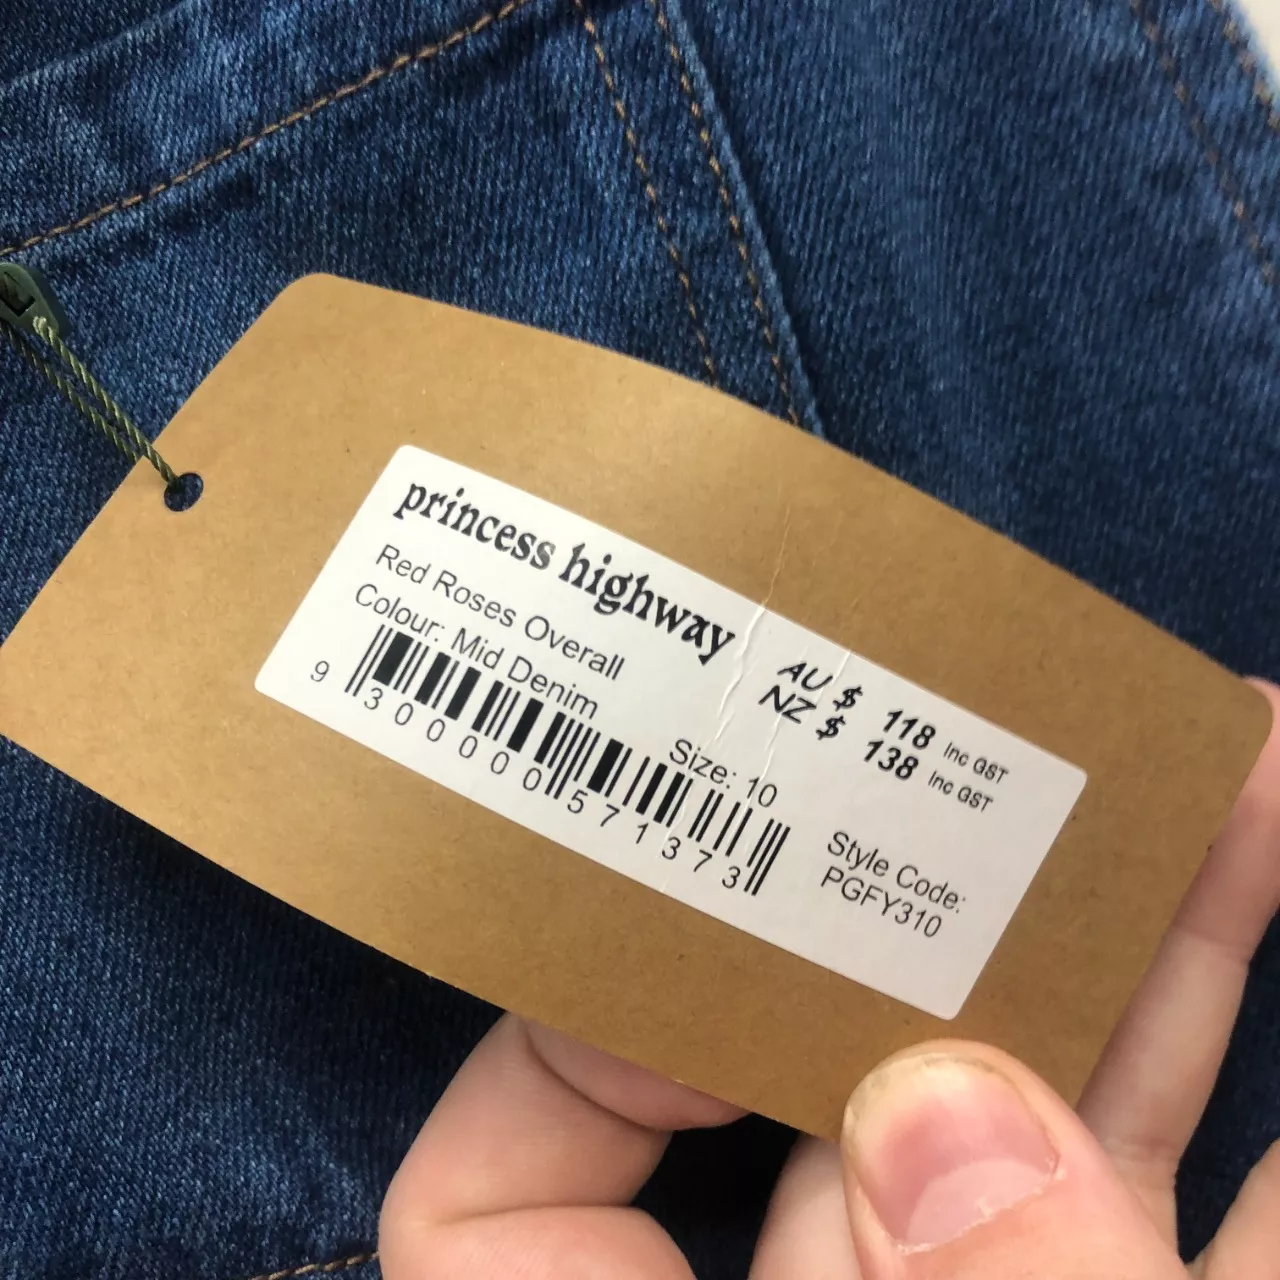 princess highway
Red Roses Overall
Colour: Mid Denim
Size: 10
9 300000 571373
AU $ 118 Inc GST
NZ $ 138 Inc GST
Style Code:
PGFY310